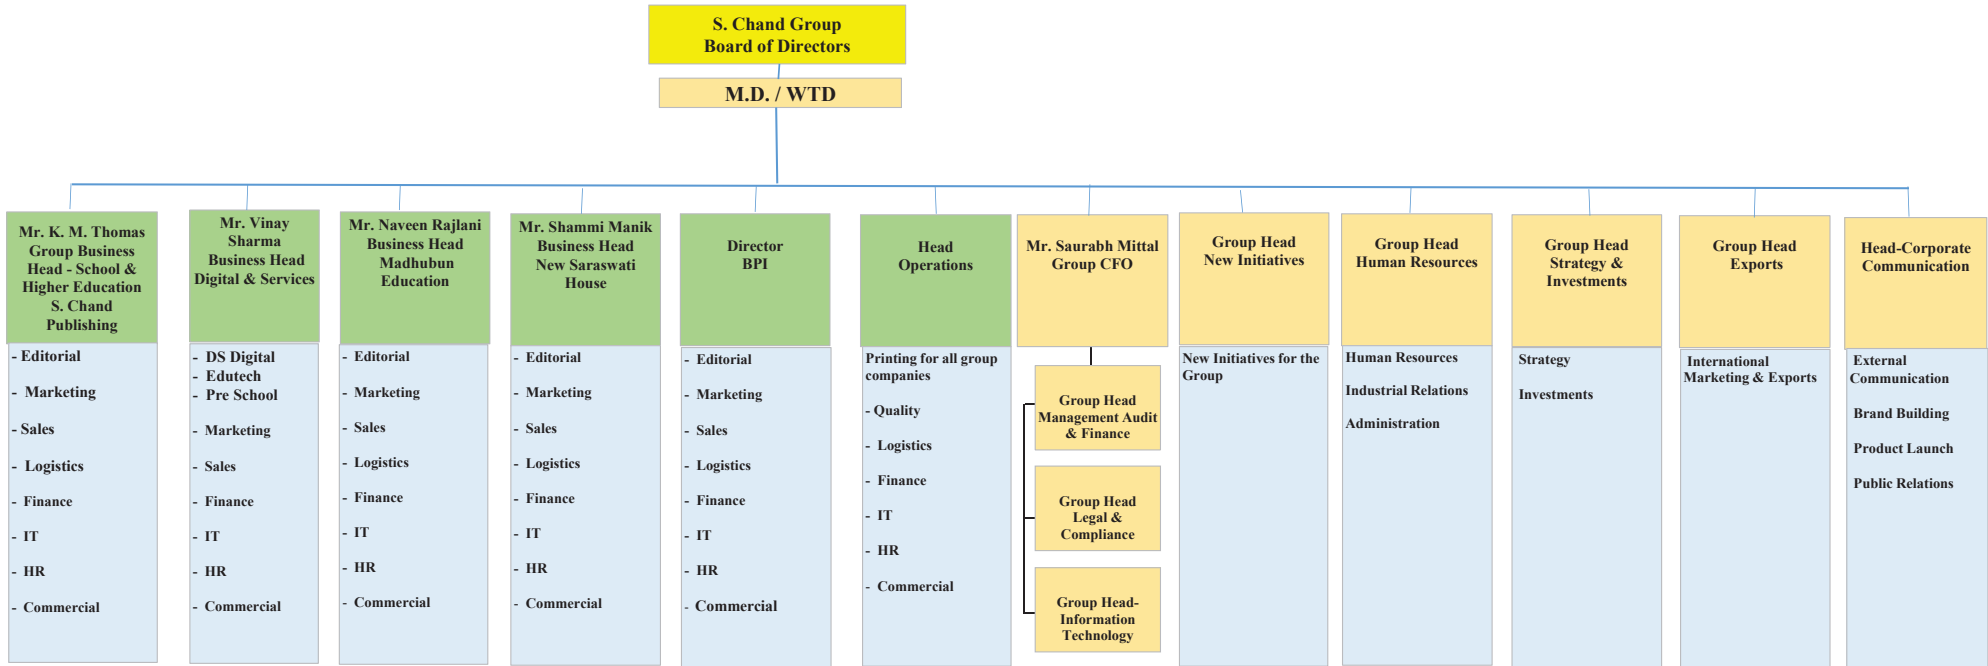 S. Chand Group
Board of Directors
M.D. / WTD
Mr. K. M. Thomas
Group Business
Head - School &
Higher Education
S. Chand
Publishing
- Editorial
- Marketing
- Sales
- Logistics
- Finance
- IT
- HR
- Commercial
Mr. Vinay
Sharma
Business Head
Digital & Services
- DS Digital
- Edutech
- Pre School
- Marketing
- Sales
- Finance
- IT
- HR
- Commercial
Mr. Naveen Rajlani
Business Head
Madhubun
Education
- Editorial
- Marketing
- Sales
- Logistics
- Finance
- IT
- HR
- Commercial
Mr. Shammi Manik
Business Head
New Saraswati
House
- Editorial
- Marketing
- Sales
- Logistics
- Finance
- IT
- HR
- Commercial
Director
BPI
- Editorial
- Marketing
- Sales
- Logistics
- Finance
- IT
- HR
- Commercial
Head
Operations
Printing for all group
companies
- Quality
- Logistics
- Finance
- IT
- HR
- Commercial
Mr. Saurabh Mittal
Group CFO
Group Head
Management Audit
& Finance
Group Head
Legal &
Compliance
Group Head-
Information
Technology
Group Head
New Initiatives
New Initiatives for the
Group
Group Head
Human Resources
Human Resources
Industrial Relations
Administration
Group Head
Strategy &
Investments
Strategy
Investments
Group Head
Exports
International
Marketing & Exports
Head-Corporate
Communication
External
Communication
Brand Building
Product Launch
Public Relations